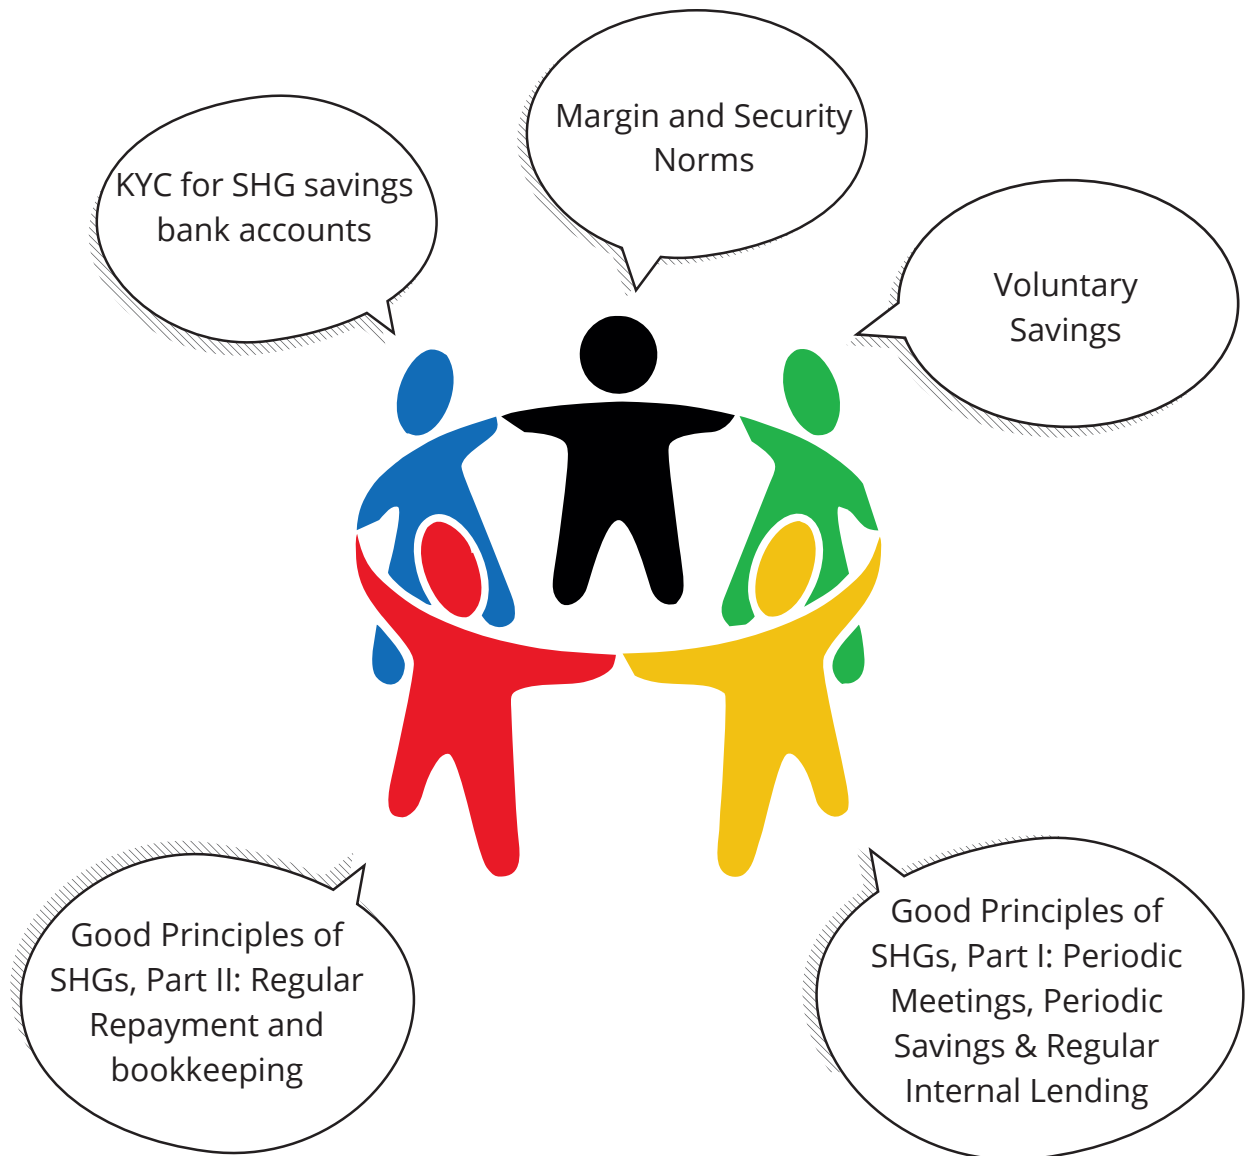 Margin and Security
Norms
KYC for SHG savings
bank accounts
Voluntary
Savings
Good Principles of
SHGs, Part II: Regular
Repayment and
bookkeeping
Good Principles of
SHGs, Part I: Periodic
Meetings, Periodic
Savings & Regular
Internal Lending